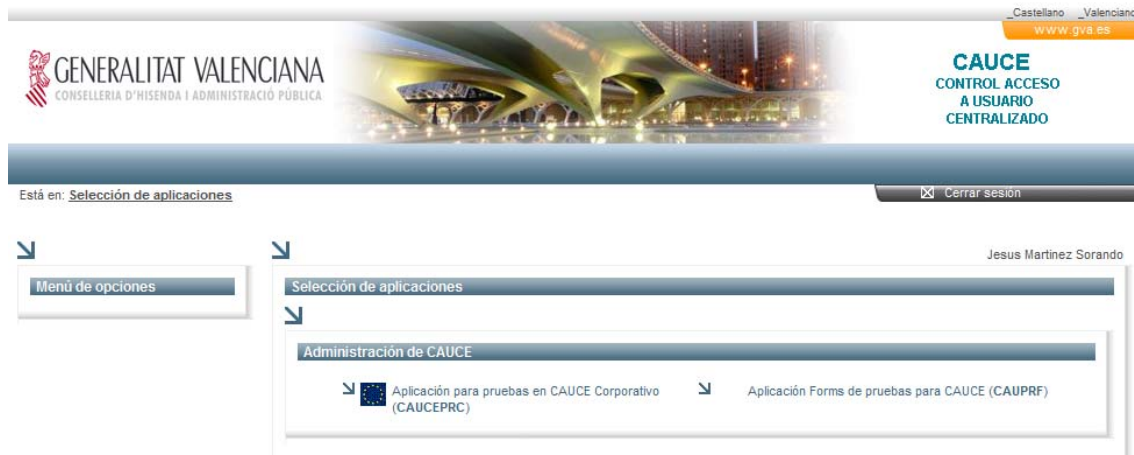 _Castellano _Valenciano
www.gva.es
GENERALITAT VALENCIANA
CONSELLERIA D'HISENDA I ADMINISTRACIÓ PÚBLICA
CAUCE
CONTROL ACCESO
A USUARIO
CENTRALIZADO
Está en: Selección de aplicaciones
Cerrar sesión
Jesus Martinez Sorando
Menú de opciones
Selección de aplicaciones
Administración de CAUCE
Aplicación para pruebas en CAUCE Corporativo
(CAUCEPRC)
Aplicación Forms de pruebas para CAUCE (CAUPRF)